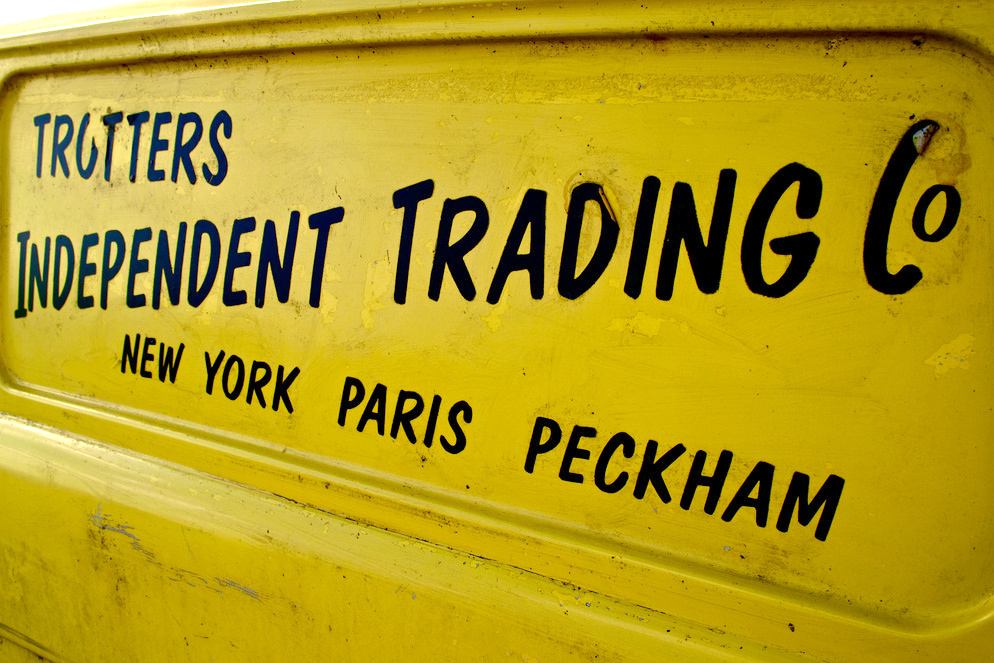 TROTTERS
INDEPENDENT TRADING Co
NEW YORK PARIS PECKHAM